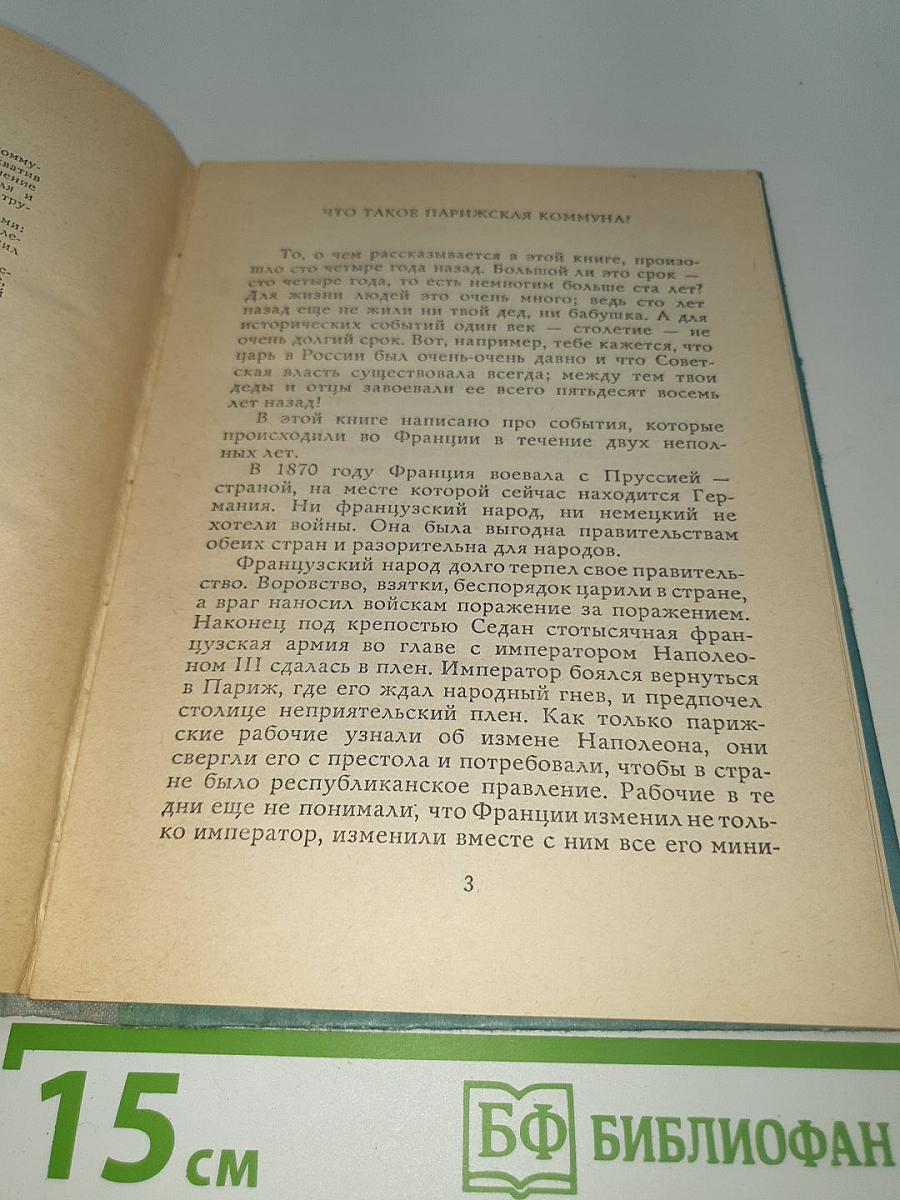 комму-
хватив
ление
ля и
тру-
ми:
ле-
сил
ЧТО ТАКОЕ ПАРИЖСКАЯ КОММУНА?
То, о чем рассказывается в этой книге, произо-
шло сто четыре года назад. Большой ли это срок —
сто четыре года, то есть немногим больше ста лет?
Для жизни людей это очень много; ведь сто лет
назад еще не жили ни твой дед, ни бабушка. А для
исторических событий один век — столетие — не
очень долгий срок. Вот, например, тебе кажется, что
царь в России был очень-очень давно и что Совет-
ская власть существовала всегда; между тем твои
деды и отцы завоевали ее всего пятьдесят восемь
лет назад!
В этой книге написано про события, которые
происходили во Франции в течение двух непол-
ных лет.
В 1870 году Франция воевала с Пруссией —
страной, на месте которой сейчас находится Гер-
мания. Ни французский народ, ни немецкий не
хотели войны. Она была выгодна правительствам
обеих стран и разорительна для народов.
Французский народ долго терпел свое правитель-
ство. Воровство, взятки, беспорядок царили в стране,
а враг наносил войскам поражение за поражением.
Наконец под крепостью Седан стотысячная фран-
цузская армия во главе с императором Наполео-
ном III сдалась в плен. Император боялся вернуться
в Париж, где его ждал народный гнев, и предпочел
столице неприятельский плен. Как только париж-
ские рабочие узнали об измене Наполеона, они
свергли его с престола и потребовали, чтобы в стра-
не было республиканское правление. Рабочие в те
дни еще не понимали, что Франции изменил не толь-
ко император, изменили вместе с ним все его мини-
3
15 см
БФ БИБЛИОФАН